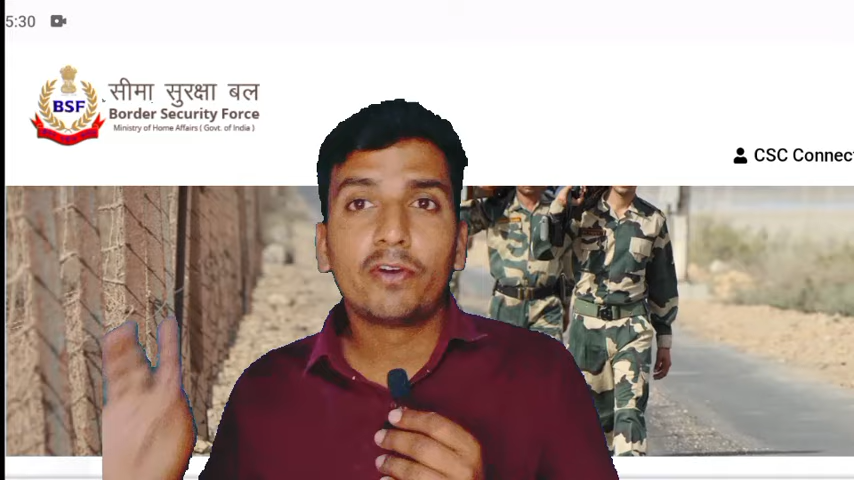 5:30
सीमा सुरक्षा बल
BSF
Border Security Force
Ministry of Home Affairs ( Govt. of India )
CSC Connect